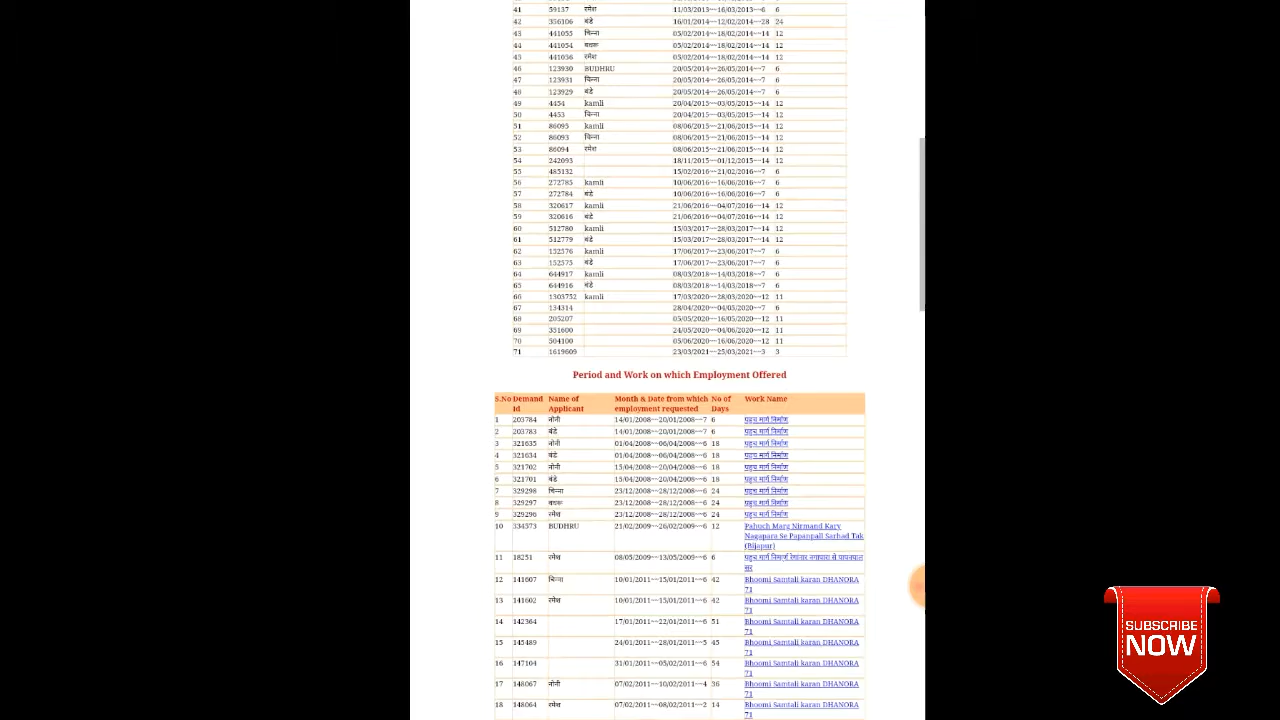 41 59137 रमेश 11/03/2013~~16/03/2013~~6 6
42 356106 बंडे 16/01/2014~~12/02/2014~~28 24
43 441055 चिन्ना 05/02/2014~~18/02/2014~~14 12
44 441054 बधरू 05/02/2014~~18/02/2014~~14 12
45 441056 रमेश 05/02/2014~~18/02/2014~~14 12
46 123930 BUDHRU 20/05/2014~~26/05/2014~~7 6
47 123931 चिन्ना 20/05/2014~~26/05/2014~~7 6
48 123929 बंडे 20/05/2014~~26/05/2014~~7 6
49 4454 kamli 20/04/2015~~03/05/2015~~14 12
50 4453 चिन्ना 20/04/2015~~03/05/2015~~14 12
51 86095 kamli 08/06/2015~~21/06/2015~~14 12
52 86093 चिन्ना 08/06/2015~~21/06/2015~~14 12
53 86094 रमेश 08/06/2015~~21/06/2015~~14 12
54 242093 18/11/2015~~01/12/2015~~14 12
55 485132 15/02/2016~~21/02/2016~~7 6
56 272785 kamli 10/06/2016~~16/06/2016~~7 6
57 272784 बंडे 10/06/2016~~16/06/2016~~7 6
58 320617 kamli 21/06/2016~~04/07/2016~~14 12
59 320616 बंडे 21/06/2016~~04/07/2016~~14 12
60 512780 kamli 15/03/2017~~28/03/2017~~14 12
61 512779 बंडे 15/03/2017~~28/03/2017~~14 12
62 152576 kamli 17/06/2017~~23/06/2017~~7 6
63 152575 बंडे 17/06/2017~~23/06/2017~~7 6
64 644917 kamli 08/03/2018~~14/03/2018~~7 6
65 644916 बंडे 08/03/2018~~14/03/2018~~7 6
66 1303752 kamli 17/03/2020~~28/03/2020~~12 11
67 134314 28/04/2020~~04/05/2020~~7 6
68 205207 05/05/2020~~16/05/2020~~12 11
69 351600 24/05/2020~~04/06/2020~~12 11
70 504100 05/06/2020~~16/06/2020~~12 11
71 1619609 23/03/2021~~25/03/2021~~3 3
Period and Work on which Employment Offered
S.No Demand Name of Month & Date from which No of Work Name
Id Applicant employment requested Days
1 203784 नोनी 14/01/2008~~20/01/2008~~7 6 पहुच मार्ग निर्माण
2 203783 बंडे 14/01/2008~~20/01/2008~~7 6 पहुच मार्ग निर्माण
3 321635 नोनी 01/04/2008~~06/04/2008~~6 18 पहुच मार्ग निर्माण
4 321634 बंडे 01/04/2008~~06/04/2008~~6 18 पहुच मार्ग निर्माण
5 321702 नोनी 15/04/2008~~20/04/2008~~6 18 पहुच मार्ग निर्माण
6 321701 बंडे 15/04/2008~~20/04/2008~~6 18 पहुच मार्ग निर्माण
7 329298 चिन्ना 23/12/2008~~28/12/2008~~6 24 पहुच मार्ग निर्माण
8 329297 बधरू 23/12/2008~~28/12/2008~~6 24 पहुच मार्ग निर्माण
9 329296 रमेश 23/12/2008~~28/12/2008~~6 24 पहुच मार्ग निर्माण
10 334573 BUDHRU 21/02/2009~~26/02/2009~~6 12 Pahuch Marg Nirmand Kary
Nagapara Se Papanpall Sarhad Tak
(Bijapur)
11 18251 रमेश 08/05/2009~~13/05/2009~~6 6 पहुच मार्ग नगापारा से
12 141607 चिन्ना 10/01/2011~~15/01/2011~~6 42 Bhoomi Samtali karan DHANORA
71
13 141602 रमेश 10/01/2011~~15/01/2011~~6 42 Bhoomi Samtali karan DHANORA
71
14 142364 17/01/2011~~22/01/2011~~6 51 Bhoomi Samtali karan DHANORA
71
15 145489 24/01/2011~~28/01/2011~~5 45 Bhoomi Samtali karan DHANORA
71
16 147104 31/01/2011~~05/02/2011~~6 54 Bhoomi Samtali karan DHANORA
71
17 148067 नोनी 07/02/2011~~10/02/2011~~4 36 Bhoomi Samtali karan DHANORA
71
18 148064 रमेश 07/02/2011~~08/02/2011~~2 14 Bhoomi Samtali karan DHANORA
71
SUBSCRIBE
NOW